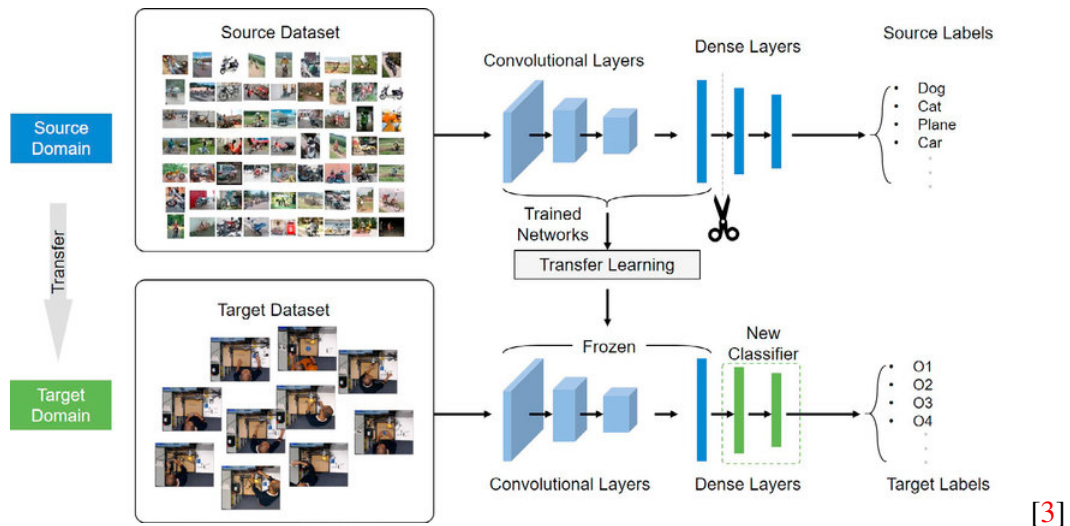 Source Dataset
Source Labels
Dense Layers
Convolutional Layers
• Dog
• Cat
• Plane
• Car
Source
Domain
Trained
Networks
Transfer Learning
Transfer
Target Dataset
Frozen
New
Classifier
Target
Domain
• O1
• O2
• O3
• O4
Convolutional Layers
Dense Layers
Target Labels
[3]